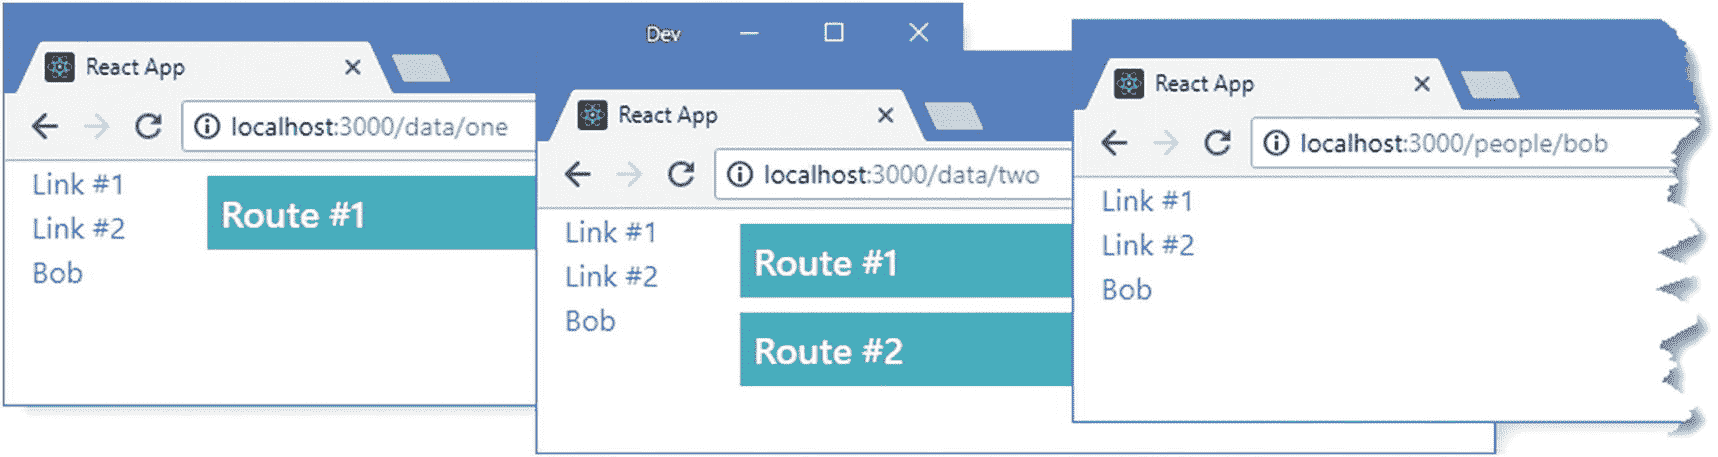 Dev
React App
localhost:3000/data/one
Link #1
Link #2
Bob
Route #1
React App
localhost:3000/data/two
Link #1
Link #2
Bob
Route #1
Route #2
React App
localhost:3000/people/bob
Link #1
Link #2
Bob